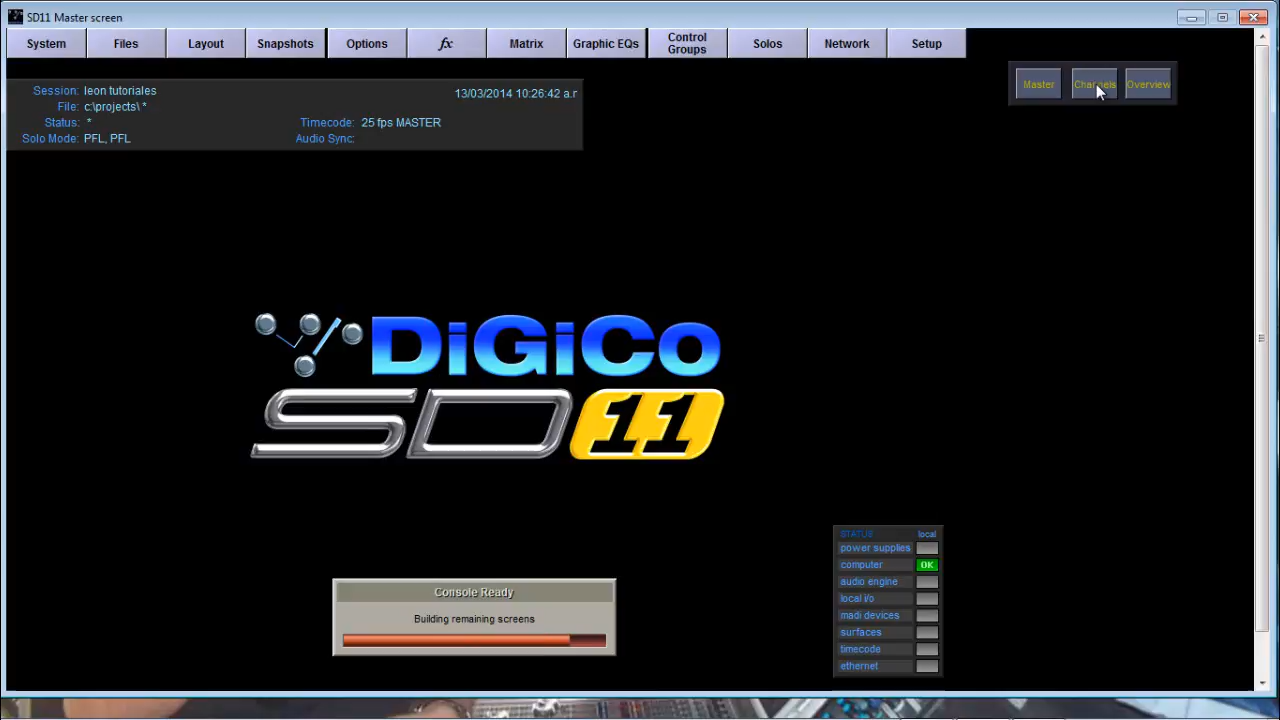 SD11 Master screen
System Files Layout Snapshots Options fx Matrix Graphic EQs Control Groups Solos Network Setup
Master Channels Overview
Session: leon tutoriales 13/03/2014 10:26:42 a.r
File: c:\projects\ *
Status: * Timecode: 25 fps MASTER
Solo Mode: PFL, PFL Audio Sync:
DiGiCo
SD11
STATUS local
power supplies
computer OK
audio engine
local i/o
madi devices
surfaces
timecode
ethernet
Console Ready
Building remaining screens